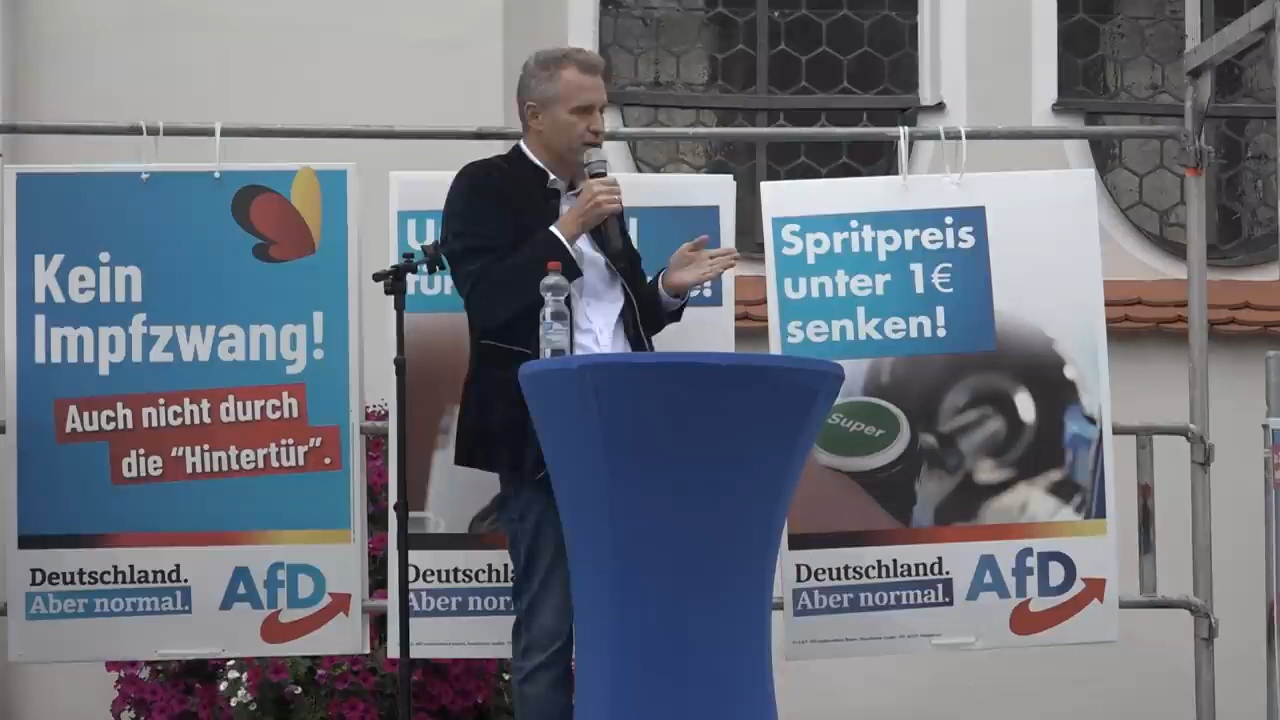 Kein
Impfzwang!
Auch nicht durch
die “Hintertür”.
Deutschland.
Aber normal.
AfD
Spritpreis
unter 1€
senken!
Super
Deutschland.
Aber normal.
AfD